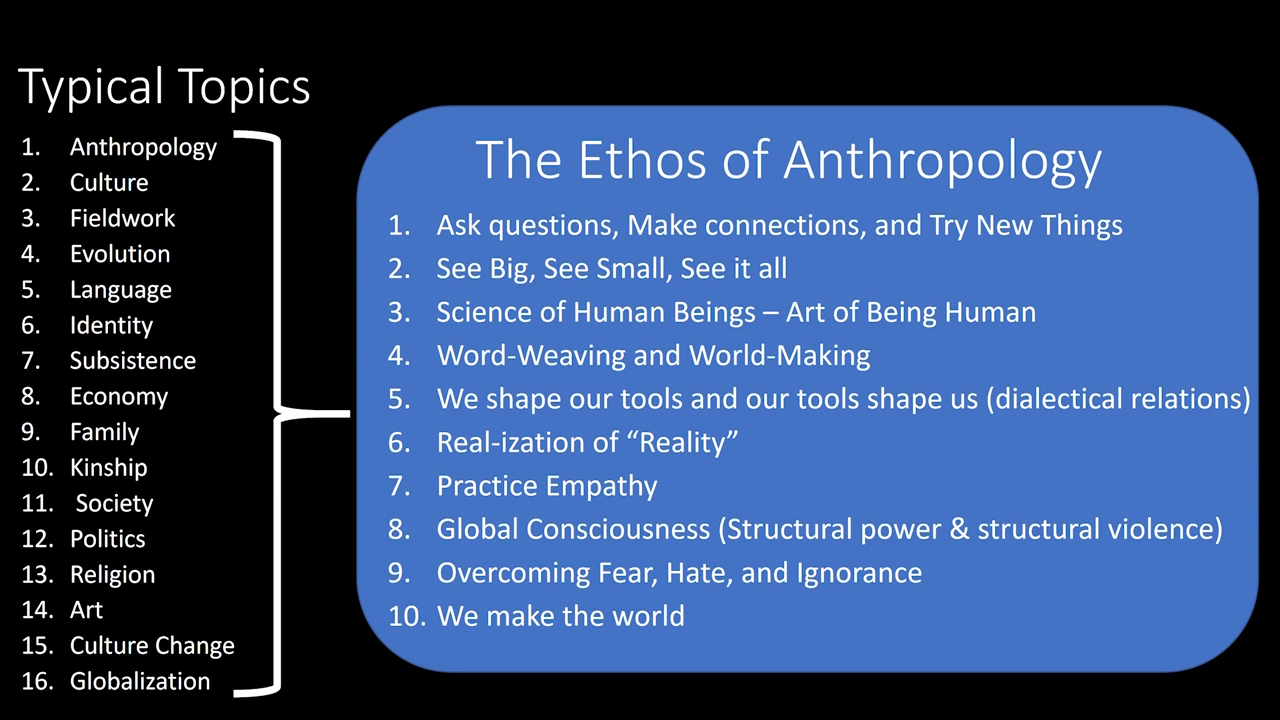 Typical Topics
1. Anthropology
2. Culture
3. Fieldwork
4. Evolution
5. Language
6. Identity
7. Subsistence
8. Economy
9. Family
10. Kinship
11. Society
12. Politics
13. Religion
14. Art
15. Culture Change
16. Globalization
The Ethos of Anthropology
1. Ask questions, Make connections, and Try New Things
2. See Big, See Small, See it all
3. Science of Human Beings – Art of Being Human
4. Word-Weaving and World-Making
5. We shape our tools and our tools shape us (dialectical relations)
6. Real-ization of “Reality”
7. Practice Empathy
8. Global Consciousness (Structural power & structural violence)
9. Overcoming Fear, Hate, and Ignorance
10. We make the world